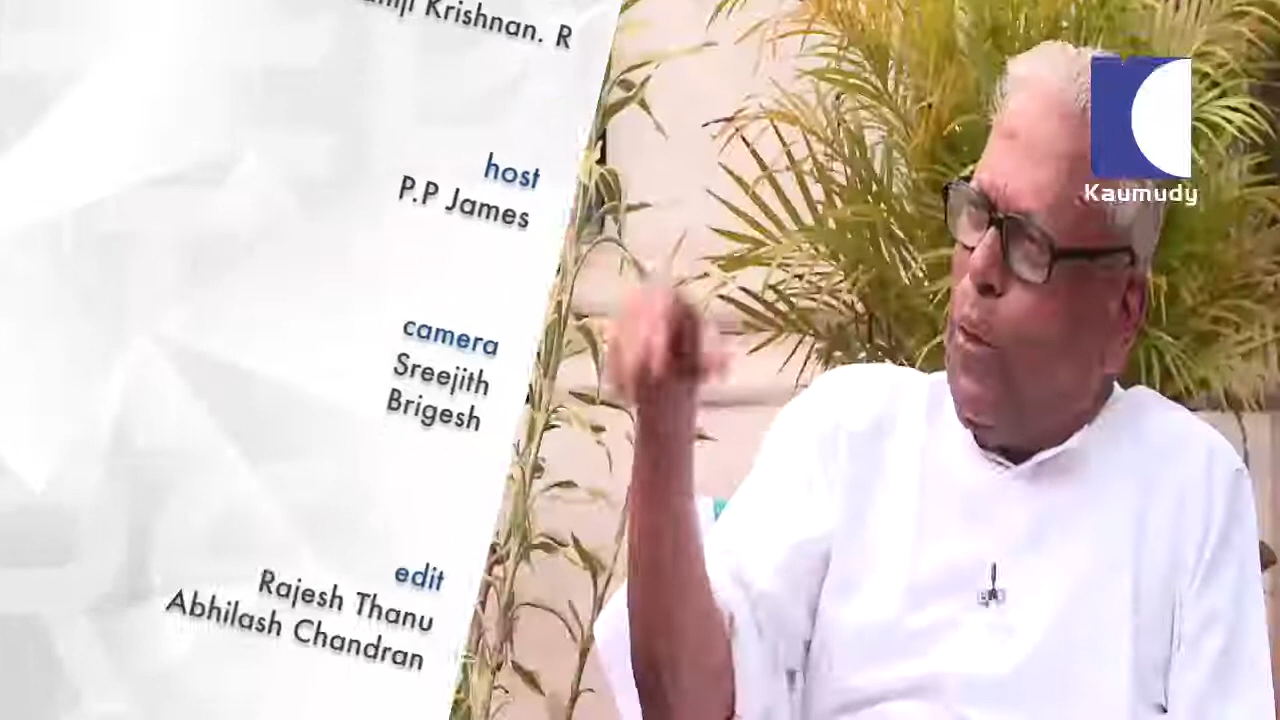 Krishnan. R
host
P.P James
camera
Sreejith
Brigesh
edit
Rajesh Thanu
Abhilash Chandran
Kaumudy